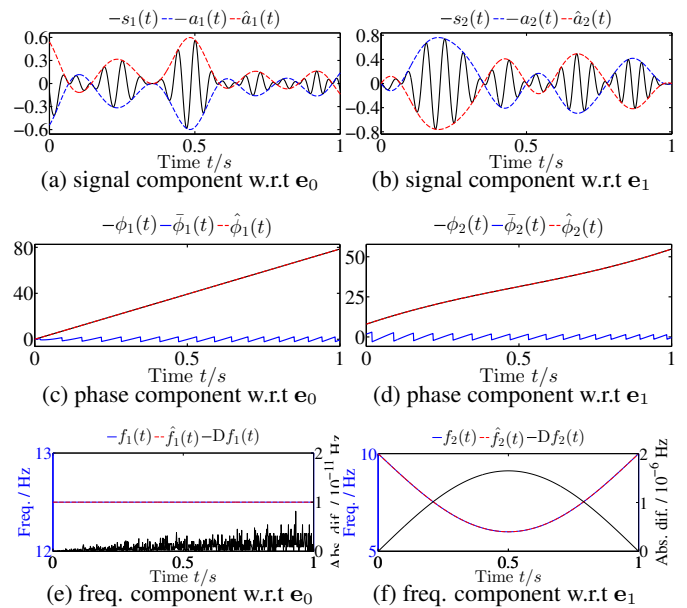 –s₁(t) –a₁(t) --â₁(t)
0.6
0.3
0
−0.3
−0.6
0
0.5
1
Time t/s
(a) signal component w.r.t e₀
–s₂(t) –a₂(t) --â₂(t)
0.8
0.4
0
−0.4
−0.8
0
0.5
1
Time t/s
(b) signal component w.r.t e₁
–ϕ₁(t) –ϕ̄₁(t) --ϕ̂₁(t)
80
40
0
0
0.5
1
Time t/s
(c) phase component w.r.t e₀
–ϕ₂(t) –ϕ̄₂(t) --ϕ̂₂(t)
50
25
0
0
0.5
1
Time t/s
(d) phase component w.r.t e₁
–f₁(t) --f̂₁(t) –Df₁(t)
13
12
Freq. / Hz
2
1
0
Abs. dif. / 10⁻¹¹ Hz
0
0.5
1
Time t/s
(e) freq. component w.r.t e₀
–f₂(t) --f̂₂(t) –Df₂(t)
10
5
Freq. / Hz
2
1
0
Abs. dif. / 10⁻⁶ Hz
0
0.5
1
Time t/s
(f) freq. component w.r.t e₁